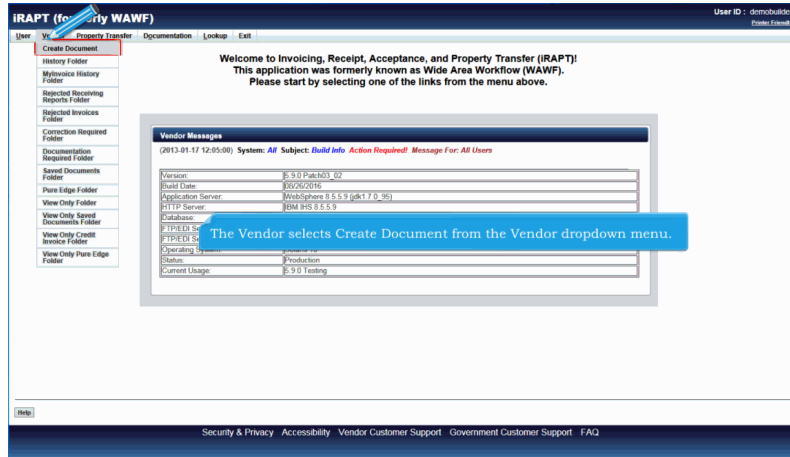 iRAPT (formerly WAWF)
User ID : demobuilde
Printer Friendl
User Property Transfer Documentation Lookup Exit
Create Document
History Folder
Myinvoice History
Folder
Rejected Receiving
Reports Folder
Rejected Invoices
Folder
Correction Required
Folder
Documentation
Required Folder
Saved Documents
Folder
Pure Edge Folder
View Only Folder
View Only Saved
Documents Folder
View Only Credit
Invoice Folder
View Only Pure Edge
Folder
Welcome to Invoicing, Receipt, Acceptance, and Property Transfer (iRAPT)!
This application was formerly known as Wide Area Workflow (WAWF).
Please start by selecting one of the links from the menu above.
Vendor Messages
(2013-01-17 12:05:00) System: All Subject: Build Info Action Required! Message For: All Users
Version: 5.9.0 Patch03_02
Build Date: 08/26/2016
Application Server: WebSphere 8.5.5.9 (jdk1.7.0_95)
HTTP Server: IBM IHS 8.5.5.9
Database:
FTP/EDI Se
FTP/EDI Se
Operating System:
Status: Production
Current Usage: 5.9.0 Testing
The Vendor selects Create Document from the Vendor dropdown menu.
Help
Security & Privacy Accessibility Vendor Customer Support Government Customer Support FAQ